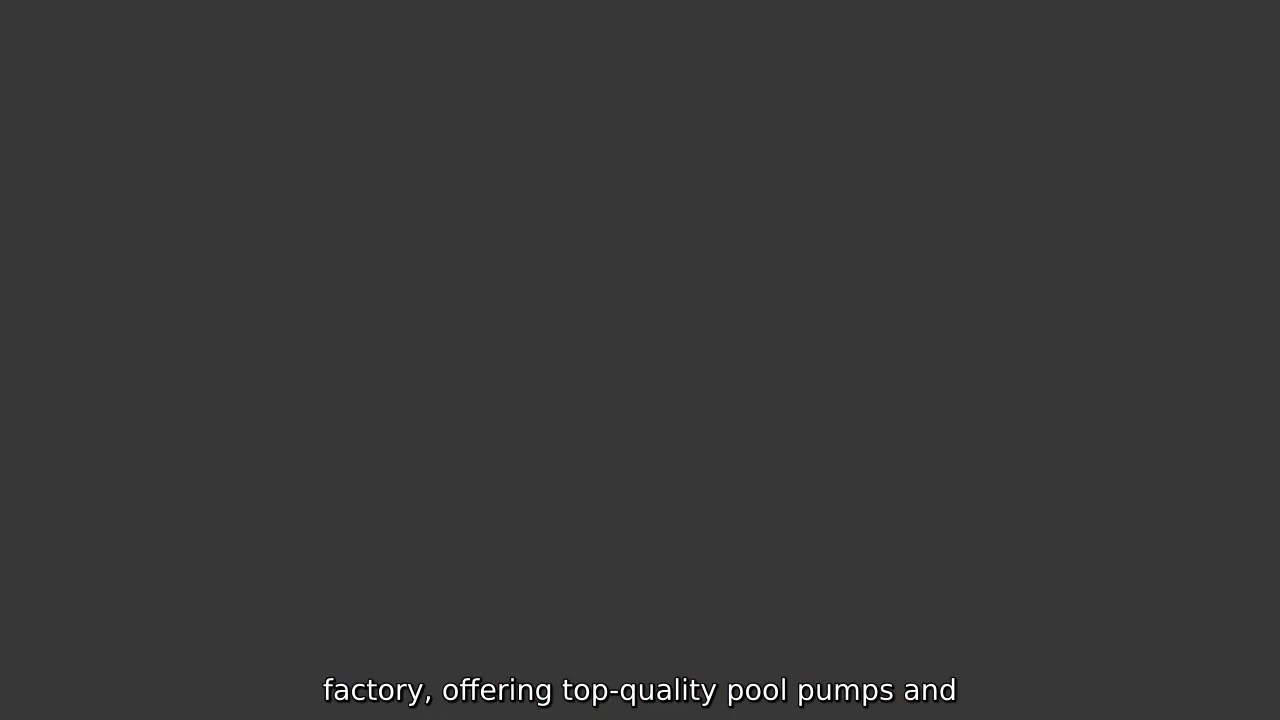 factory, offering top-quality pool pumps and